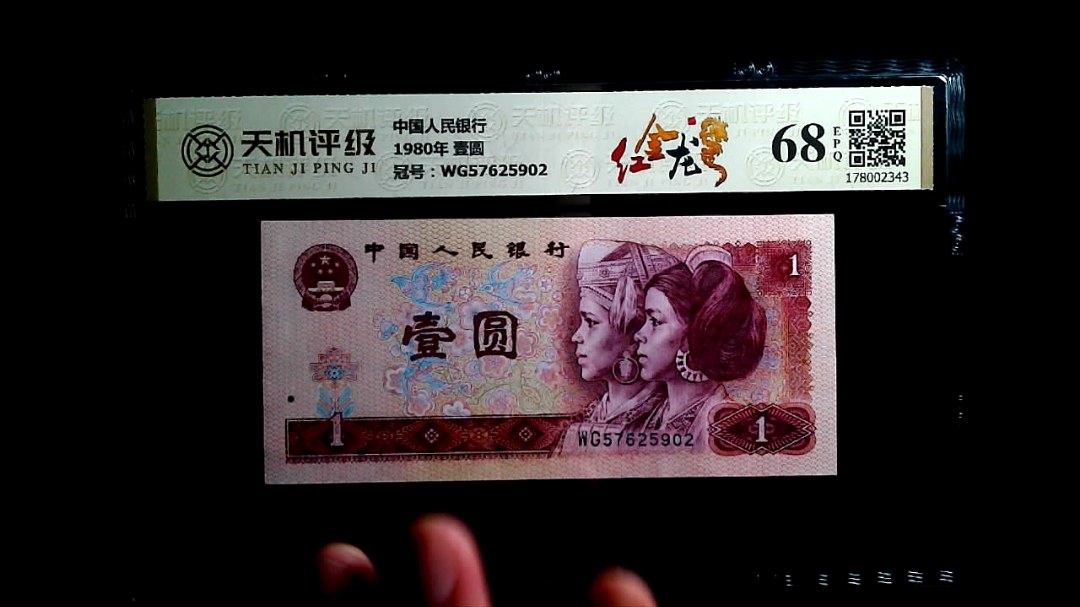 天机评级
TIAN JI PING JI
中国人民银行
1980年 壹圆
冠号：WG57625902
红金龙
68
EPQ
178002343
中国人民银行
1
壹圆
1
WG57625902
1